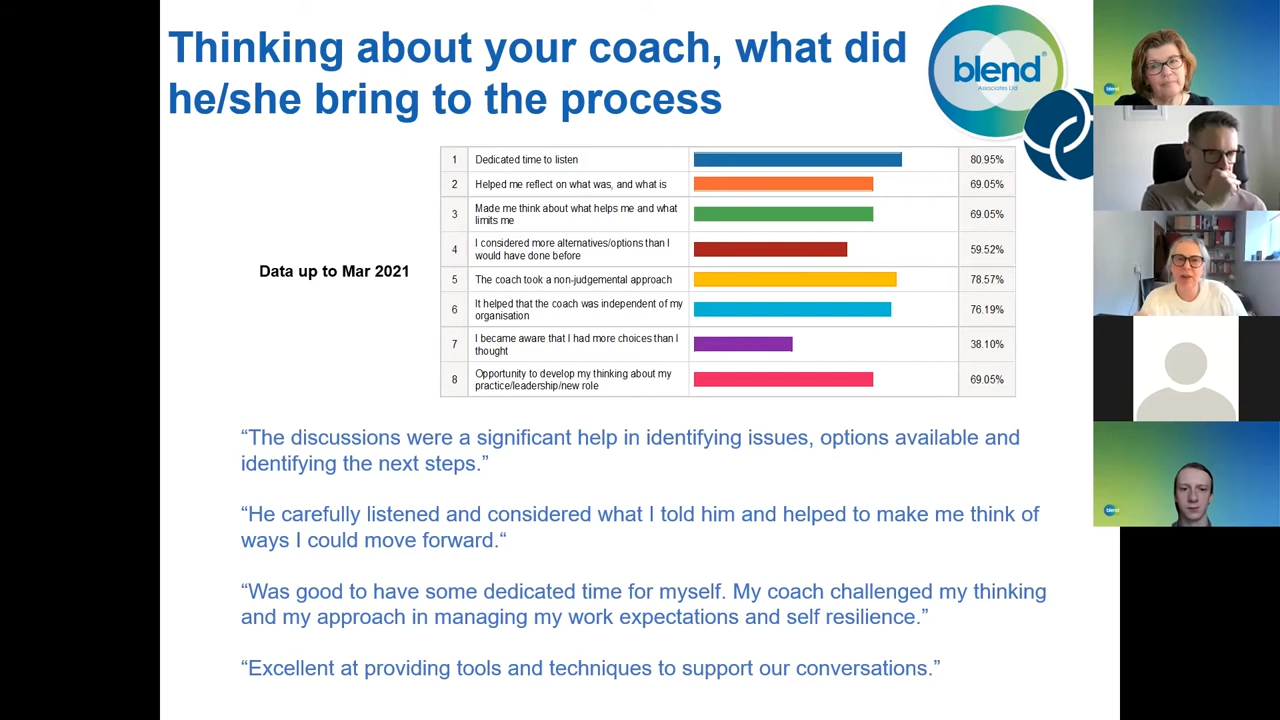 Thinking about your coach, what did
he/she bring to the process
blend®
Associates Ltd
Data up to Mar 2021
1 Dedicated time to listen 80.95%
2 Helped me reflect on what was, and what is 69.05%
3 Made me think about what helps me and what
limits me 69.05%
4 I considered more alternatives/options than I
would have done before 59.52%
5 The coach took a non-judgemental approach 78.57%
6 It helped that the coach was independent of my
organisation 76.19%
7 I became aware that I had more choices than I
thought 38.10%
8 Opportunity to develop my thinking about my
practice/leadership/new role 69.05%
“The discussions were a significant help in identifying issues, options available and
identifying the next steps.”
“He carefully listened and considered what I told him and helped to make me think of
ways I could move forward.“
“Was good to have some dedicated time for myself. My coach challenged my thinking
and my approach in managing my work expectations and self resilience.”
“Excellent at providing tools and techniques to support our conversations.”
blend
blend